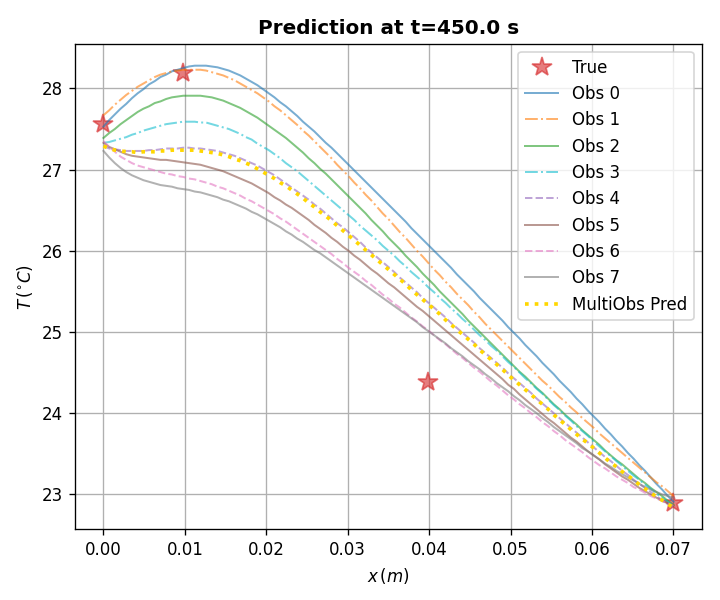 Prediction at t=450.0 s
T (°C)
28
27
26
25
24
23
0.00 0.01 0.02 0.03 0.04 0.05 0.06 0.07
x (m)
True
Obs 0
Obs 1
Obs 2
Obs 3
Obs 4
Obs 5
Obs 6
Obs 7
MultiObs Pred